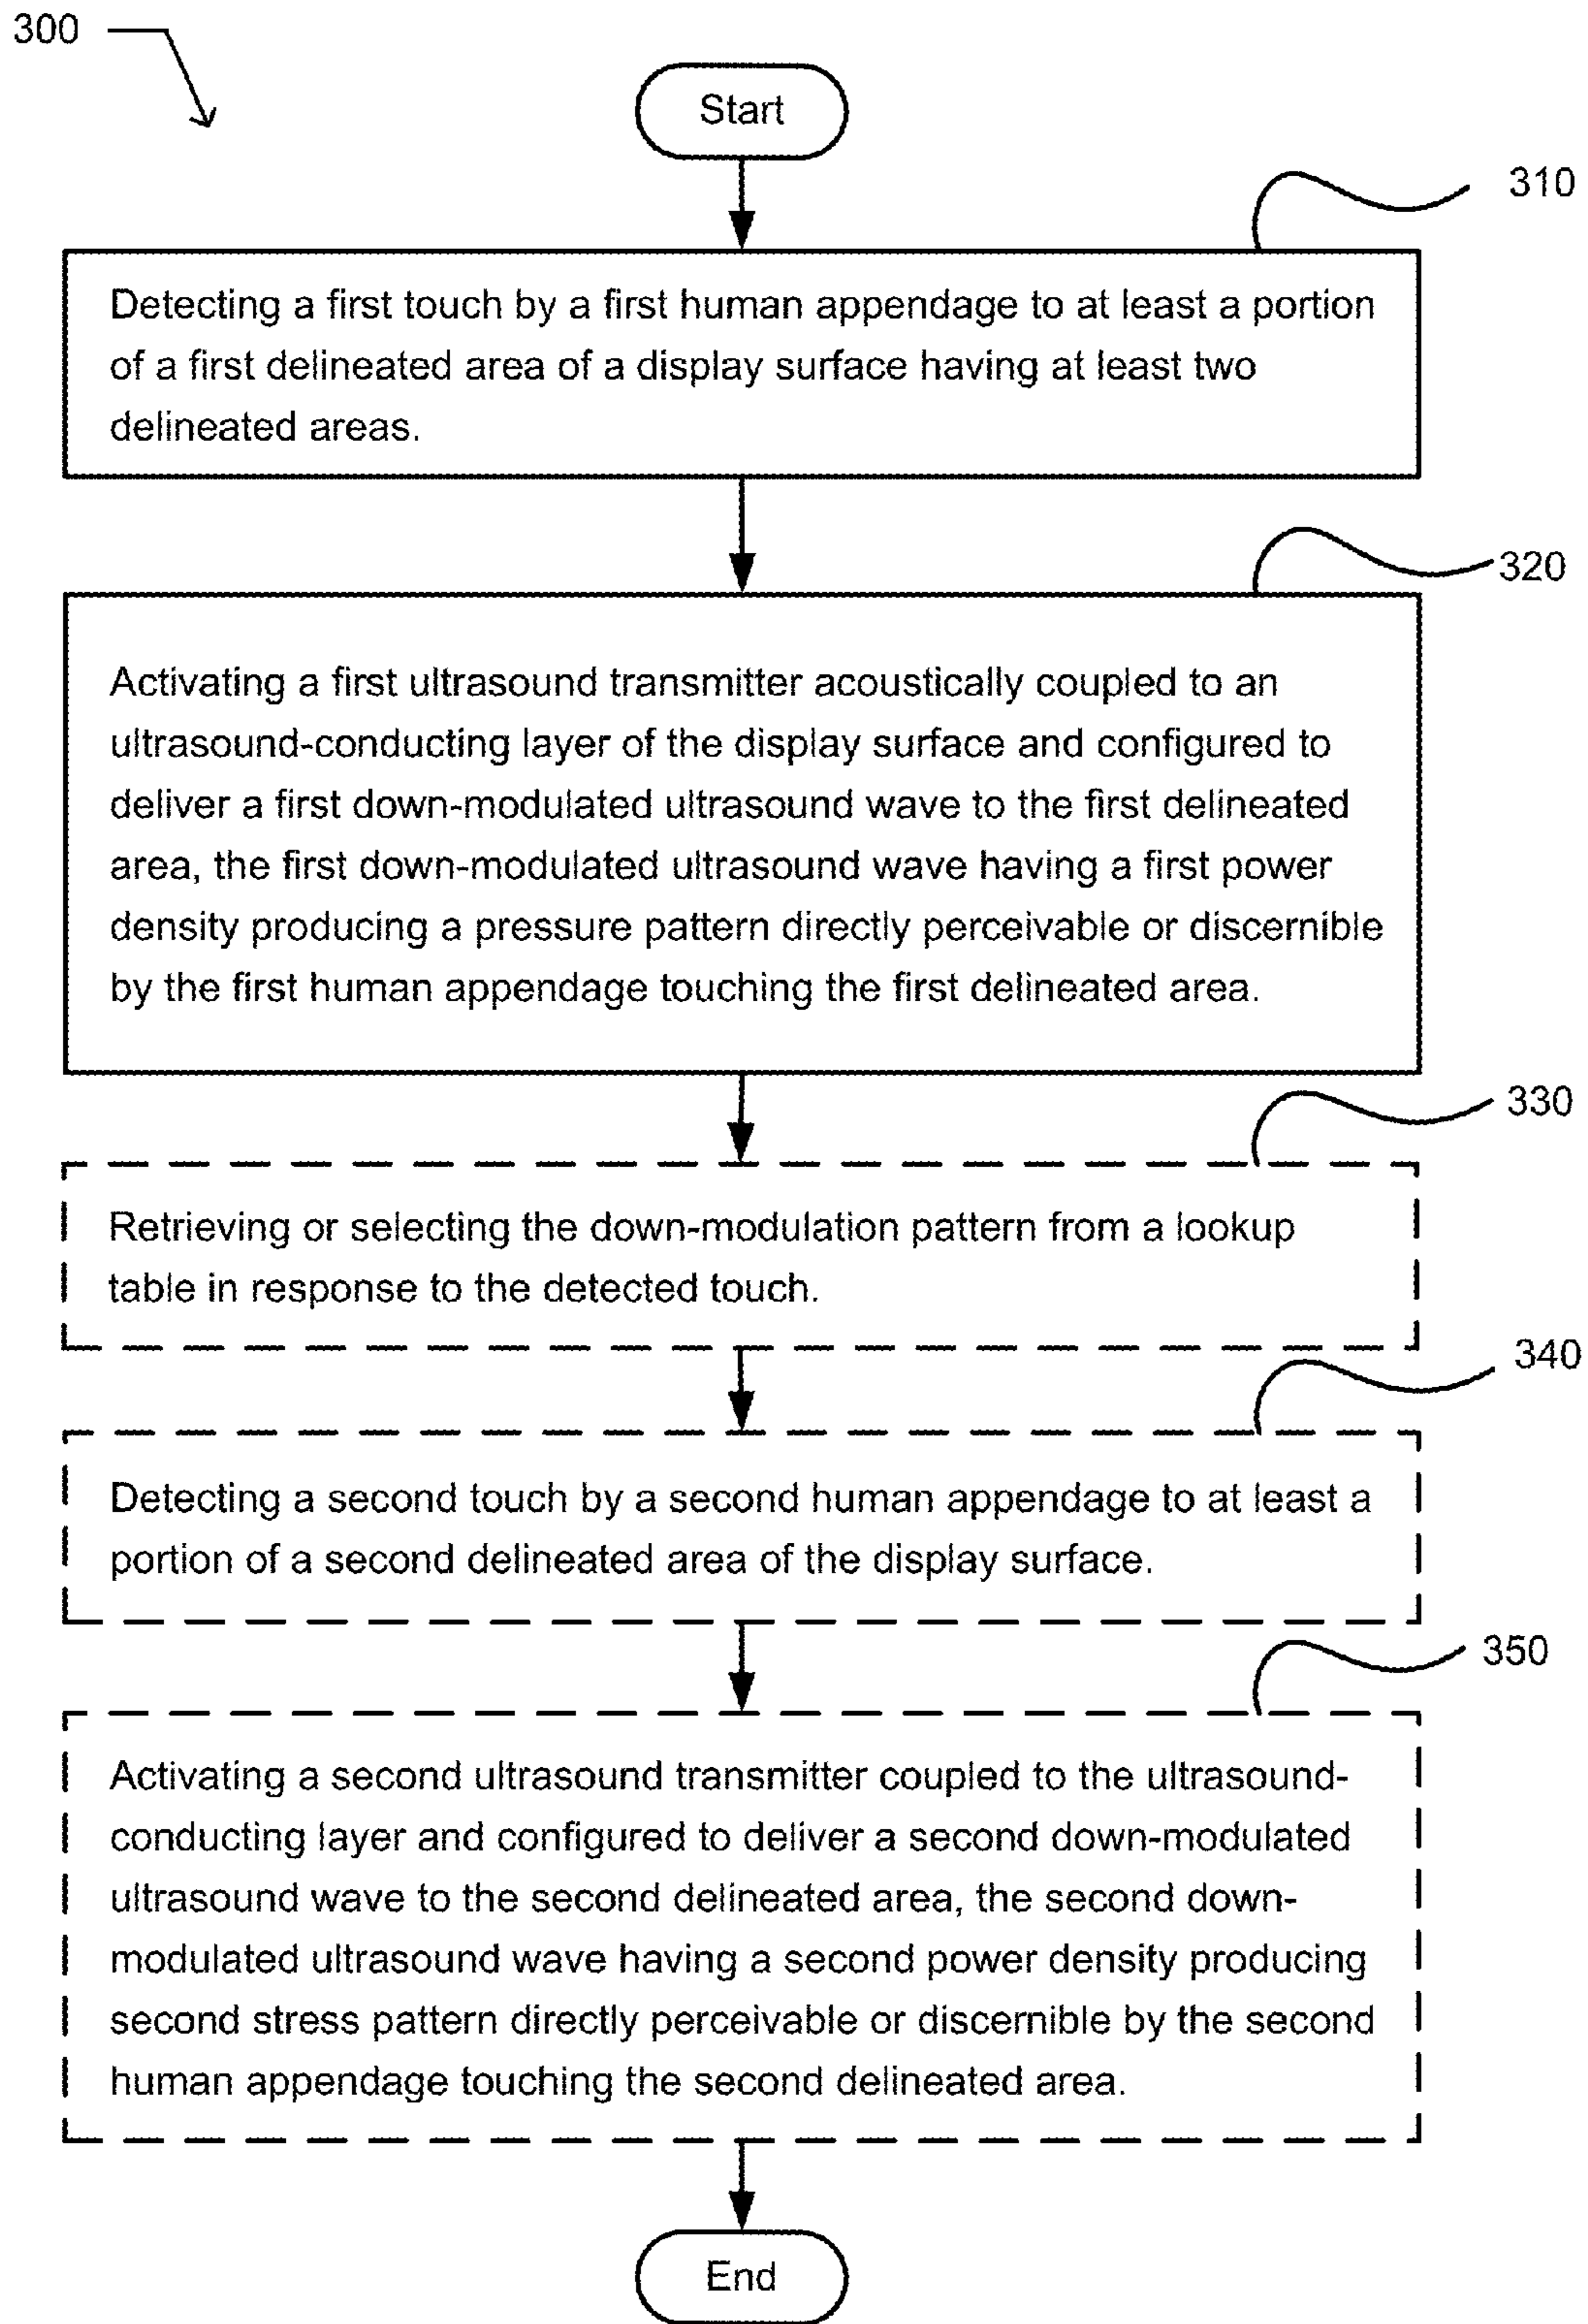 300
Start
310
Detecting a first touch by a first human appendage to at least a portion
of a first delineated area of a display surface having at least two
delineated areas.
320
Activating a first ultrasound transmitter acoustically coupled to an
ultrasound-conducting layer of the display surface and configured to
deliver a first down-modulated ultrasound wave to the first delineated
area, the first down-modulated ultrasound wave having a first power
density producing a pressure pattern directly perceivable or discernible
by the first human appendage touching the first delineated area.
330
Retrieving or selecting the down-modulation pattern from a lookup
table in response to the detected touch.
340
Detecting a second touch by a second human appendage to at least a
portion of a second delineated area of the display surface.
350
Activating a second ultrasound transmitter coupled to the ultrasound-
conducting layer and configured to deliver a second down-modulated
ultrasound wave to the second delineated area, the second down-
modulated ultrasound wave having a second power density producing
second stress pattern directly perceivable or discernible by the second
human appendage touching the second delineated area.
End